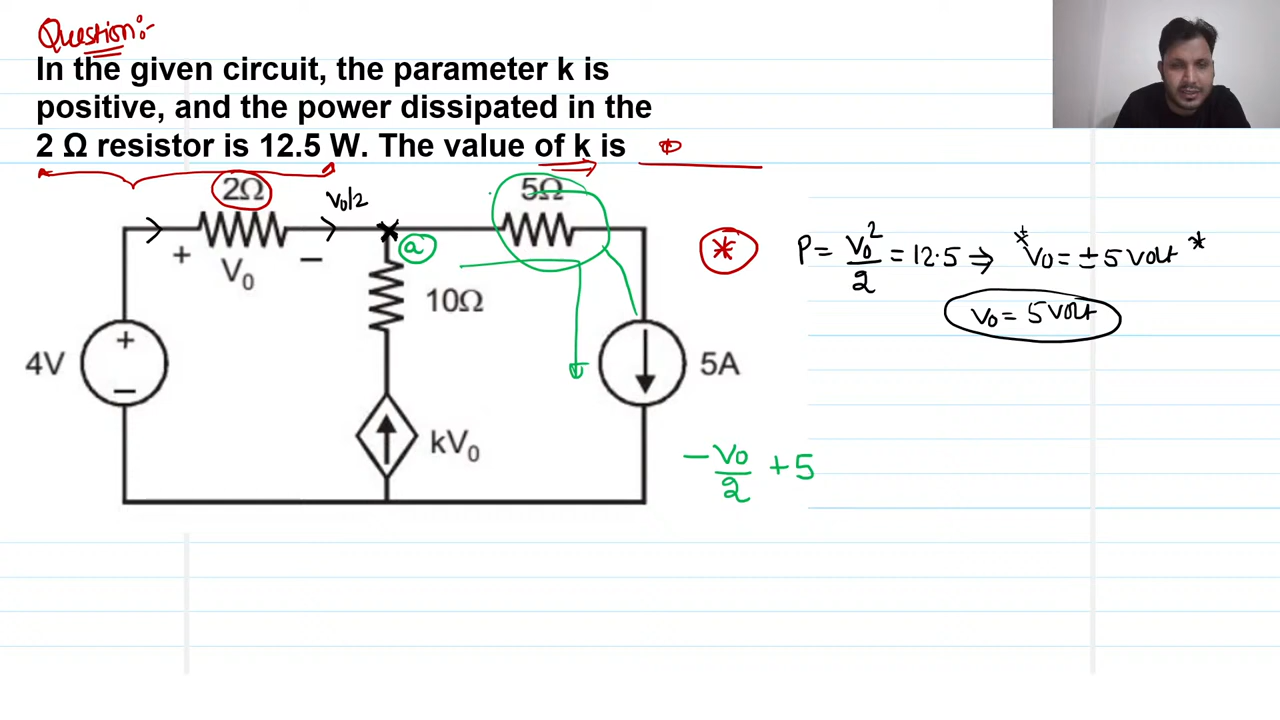 Question:-
In the given circuit, the parameter k is
positive, and the power dissipated in the
2 Ω resistor is 12.5 W. The value of k is
2Ω
V₀/2
5Ω
+ V₀ −
a
10Ω
*
P = V₀²/2 = 12.5 ⇒ *V₀ = ±5 volt*
V₀ = 5 volt
4V
+
−
5A
kV₀
−V₀/2 + 5